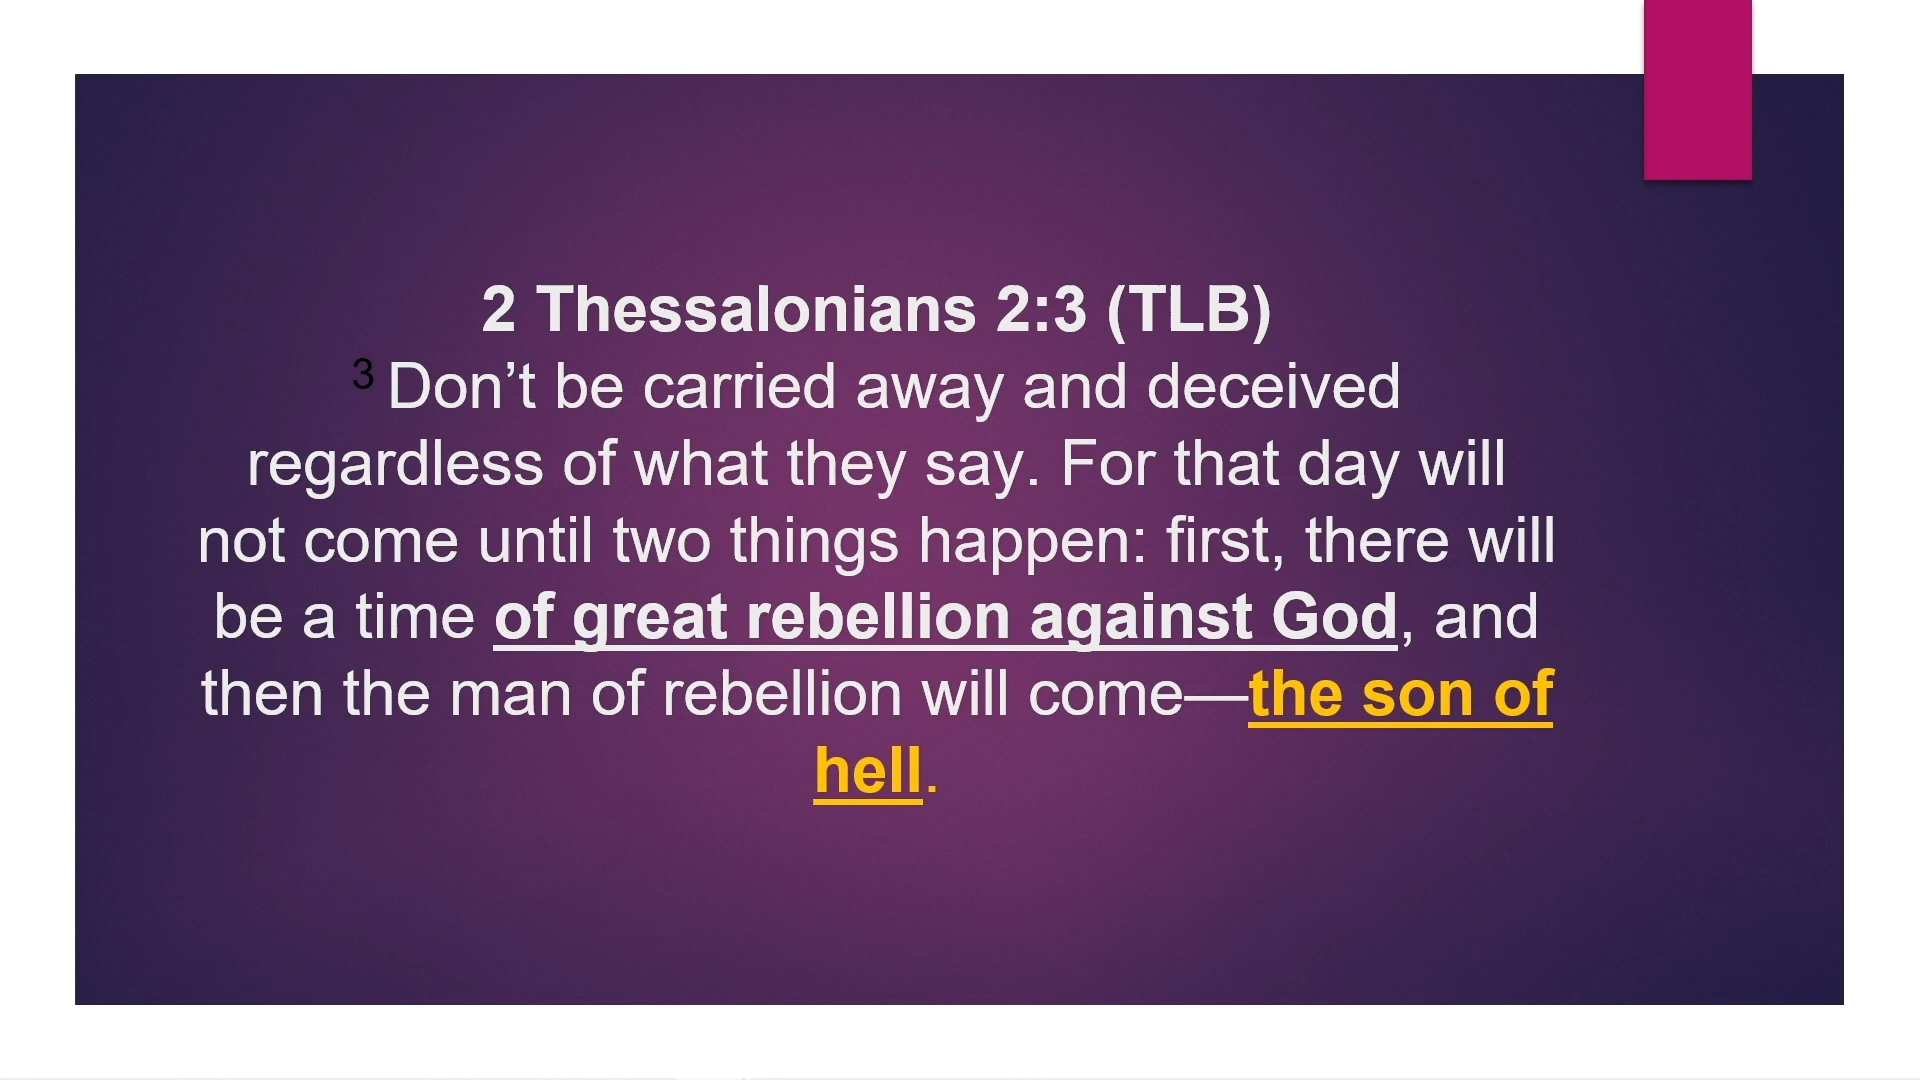 2 Thessalonians 2:3 (TLB)
3 Don’t be carried away and deceived
regardless of what they say. For that day will
not come until two things happen: first, there will
be a time of great rebellion against God, and
then the man of rebellion will come—the son of
hell.